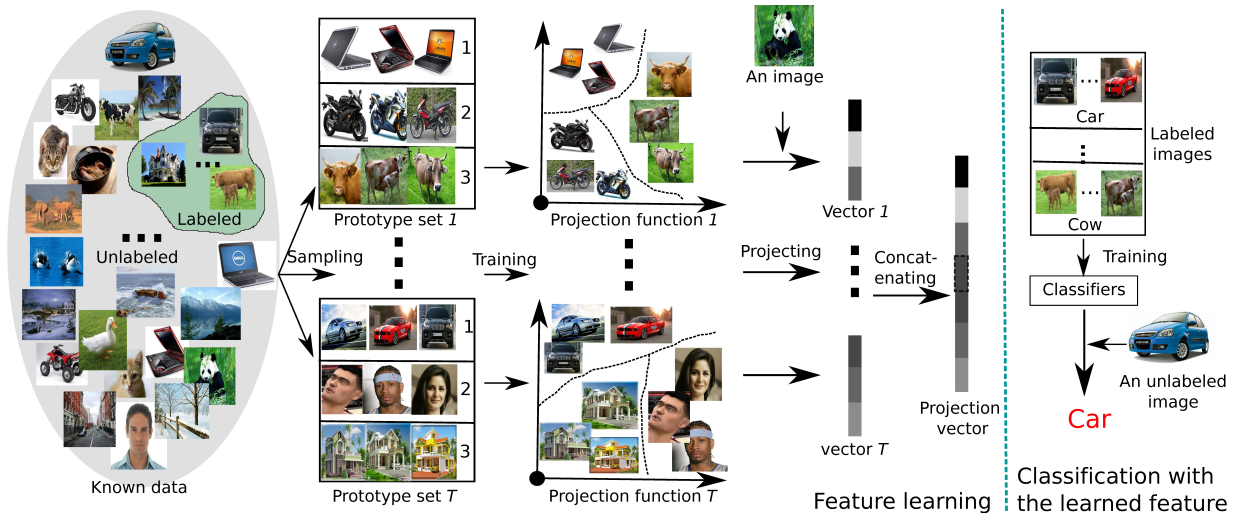 Labeled
Unlabeled
DELL
Known data
Sampling
1
2
3
Prototype set 1
1
2
3
Prototype set T
Training
Projection function 1
Projection function T
An image
Projecting
Vector 1
vector T
Concat-
enating
Projection
vector
Feature learning
Car
Cow
Labeled
images
Training
Classifiers
An unlabeled
image
Car
Classification with
the learned feature